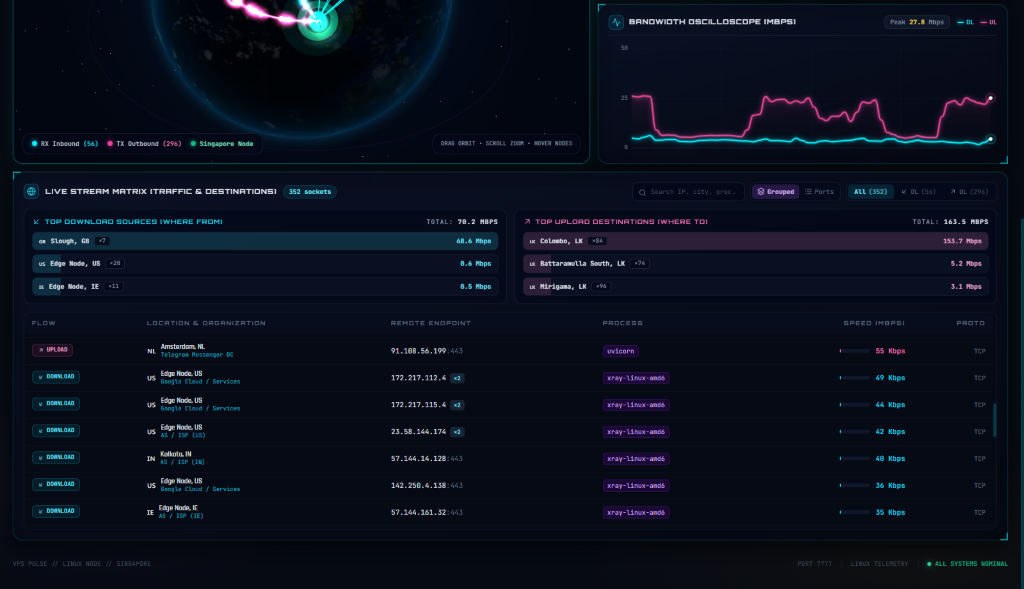 RX Inbound (56) TX Outbound (296) Singapore Node
DRAG ORBIT • SCROLL ZOOM • HOVER NODES
BANDWIDTH OSCILLOSCOPE (MBPS)
Peak 27.8 Mbps
DL UL
50
25
0
LIVE STREAM MATRIX (TRAFFIC & DESTINATIONS) 352 sockets
Search IP, city, proc.
Grouped Ports
All (352) DL (56) UL (296)
TOP DOWNLOAD SOURCES (WHERE FROM) TOTAL: 70.2 MBPS
GB Slough, GB ×7 68.6 Mbps
US Edge Node, US ×20 0.6 Mbps
IE Edge Node, IE ×11 0.5 Mbps
TOP UPLOAD DESTINATIONS (WHERE TO) TOTAL: 163.5 MBPS
LK Colombo, LK ×84 153.7 Mbps
LK Battaramulla South, LK ×74 5.2 Mbps
LK Mirigama, LK ×96 3.1 Mbps
FLOW LOCATION & ORGANIZATION REMOTE ENDPOINT PROCESS SPEED (MBPS) PROTO
UPLOAD NL Amsterdam, NL 91.108.56.199:443 uvicorn 55 Kbps TCP
Telegram Messenger DC
DOWNLOAD US Edge Node, US 172.217.112.4 ×2 xray-linux-amd6 49 Kbps TCP
Google Cloud / Services
DOWNLOAD US Edge Node, US 172.217.115.4 ×2 xray-linux-amd6 44 Kbps TCP
Google Cloud / Services
DOWNLOAD US Edge Node, US 23.58.144.174 ×2 xray-linux-amd6 42 Kbps TCP
AS / ISP (US)
DOWNLOAD IN Kolkata, IN 57.144.14.128:443 xray-linux-amd6 40 Kbps TCP
AS / ISP (IN)
DOWNLOAD US Edge Node, US 142.250.4.138:443 xray-linux-amd6 36 Kbps TCP
Google Cloud / Services
DOWNLOAD IE Edge Node, IE 57.144.161.32:443 xray-linux-amd6 35 Kbps TCP
AS / ISP (IE)
VPS PULSE // LINUX NODE // SINGAPORE
PORT 7777 LINUX TELEMETRY ALL SYSTEMS NOMINAL